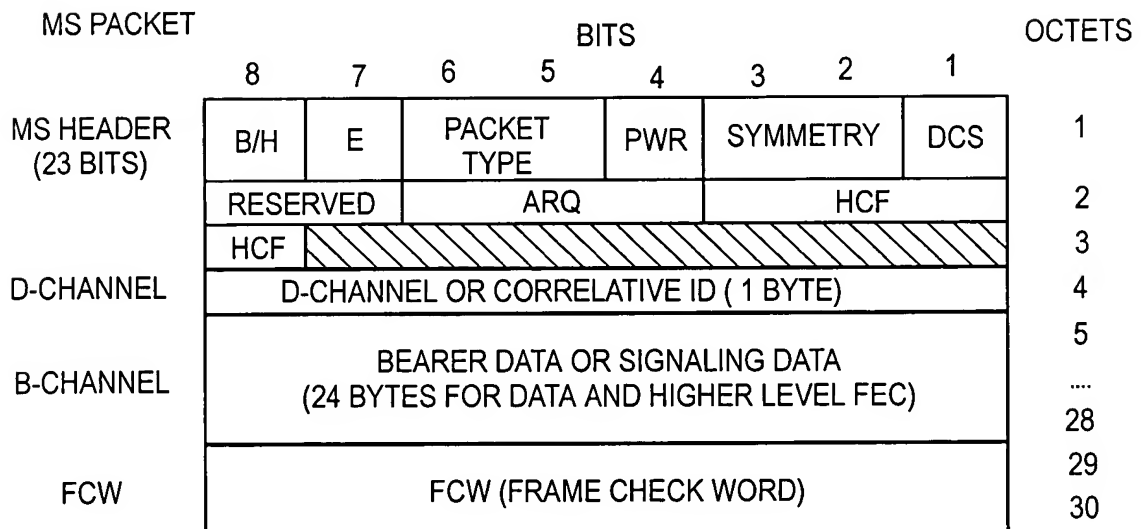 MS PACKET
BITS
OCTETS
8 7 6 5 4 3 2 1
MS HEADER
(23 BITS)
B/H E PACKET TYPE PWR SYMMETRY DCS 1
RESERVED ARQ HCF 2
HCF 3
D-CHANNEL D-CHANNEL OR CORRELATIVE ID ( 1 BYTE) 4
B-CHANNEL
BEARER DATA OR SIGNALING DATA
(24 BYTES FOR DATA AND HIGHER LEVEL FEC)
5
....
28
FCW FCW (FRAME CHECK WORD)
29
30